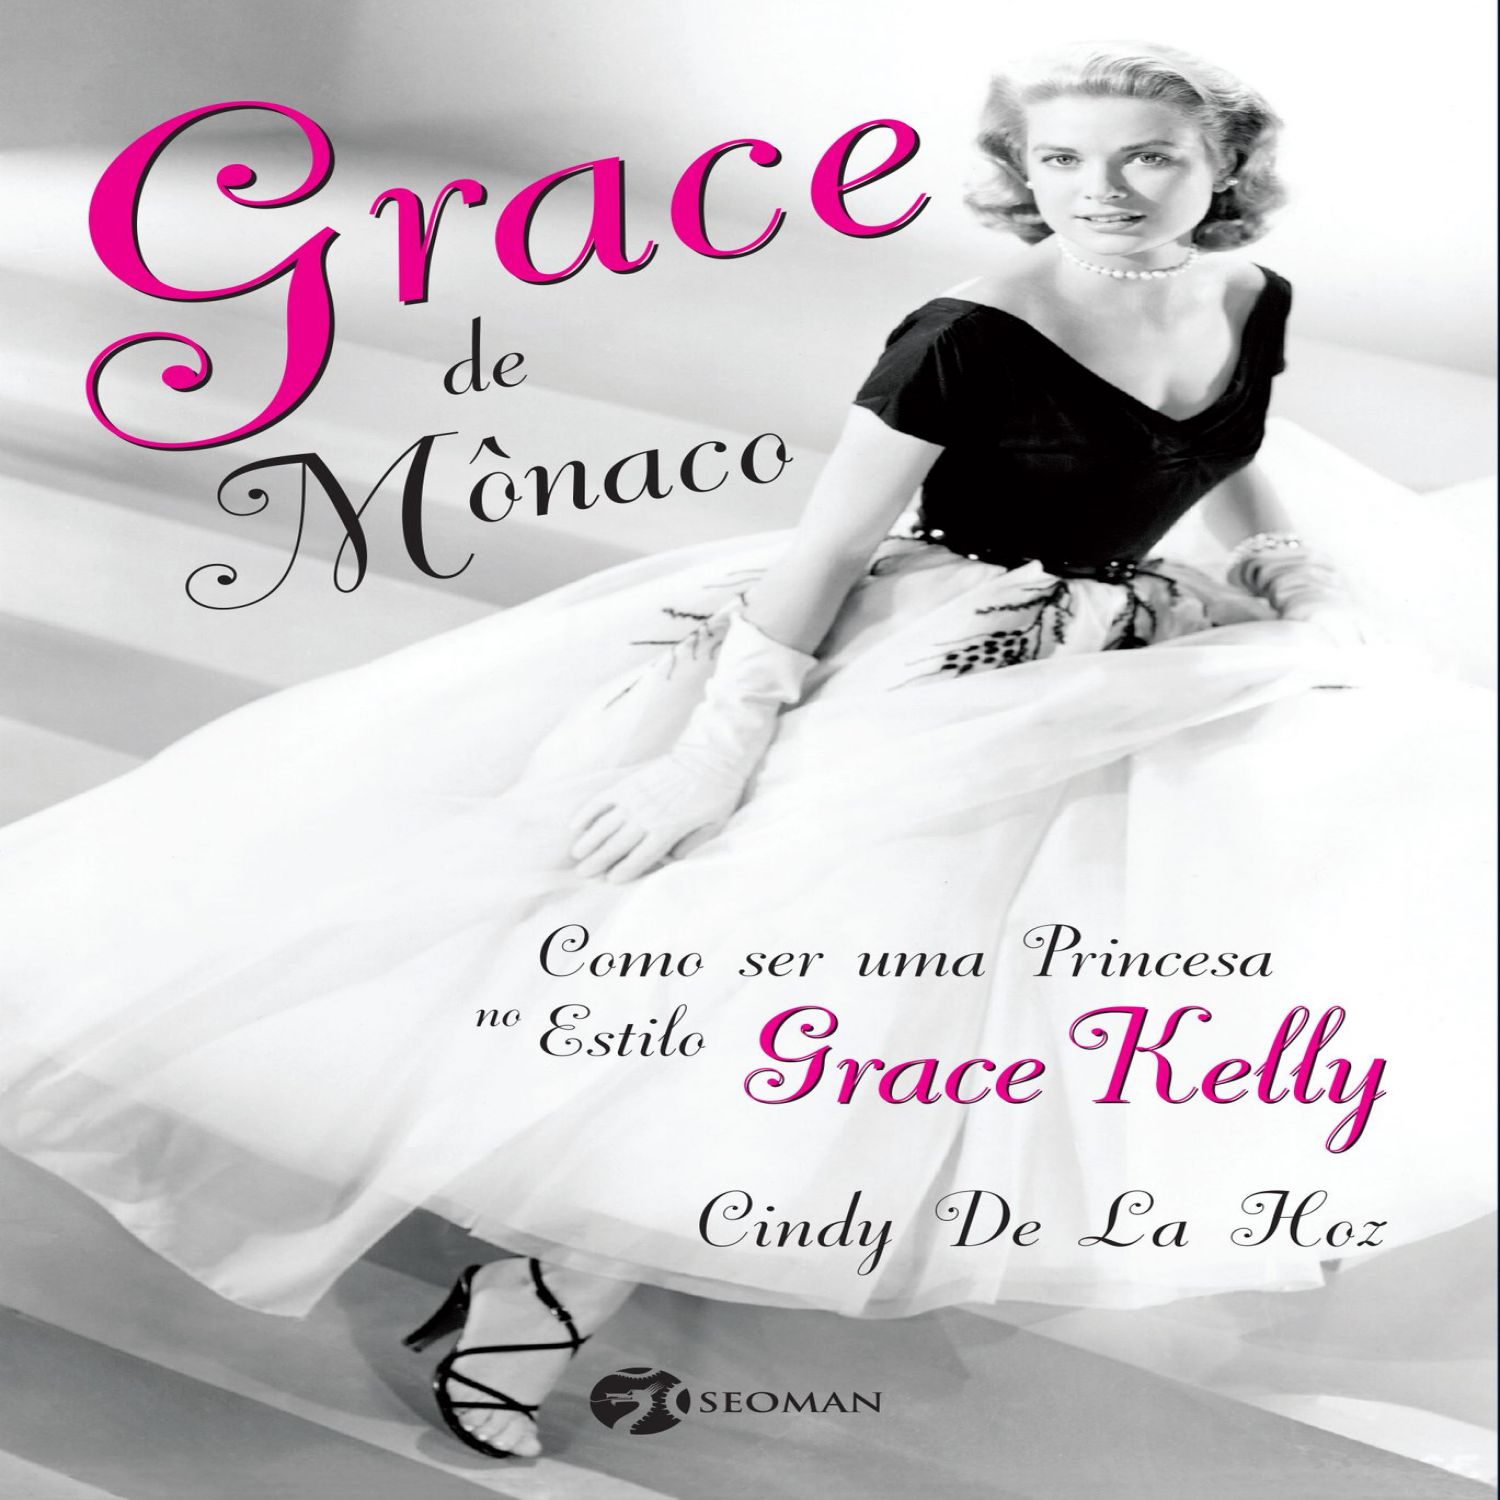 Grace
de
Mônaco
Como ser uma Princesa
no Estilo Grace Kelly
Cindy De La Hoz
SEOMAN